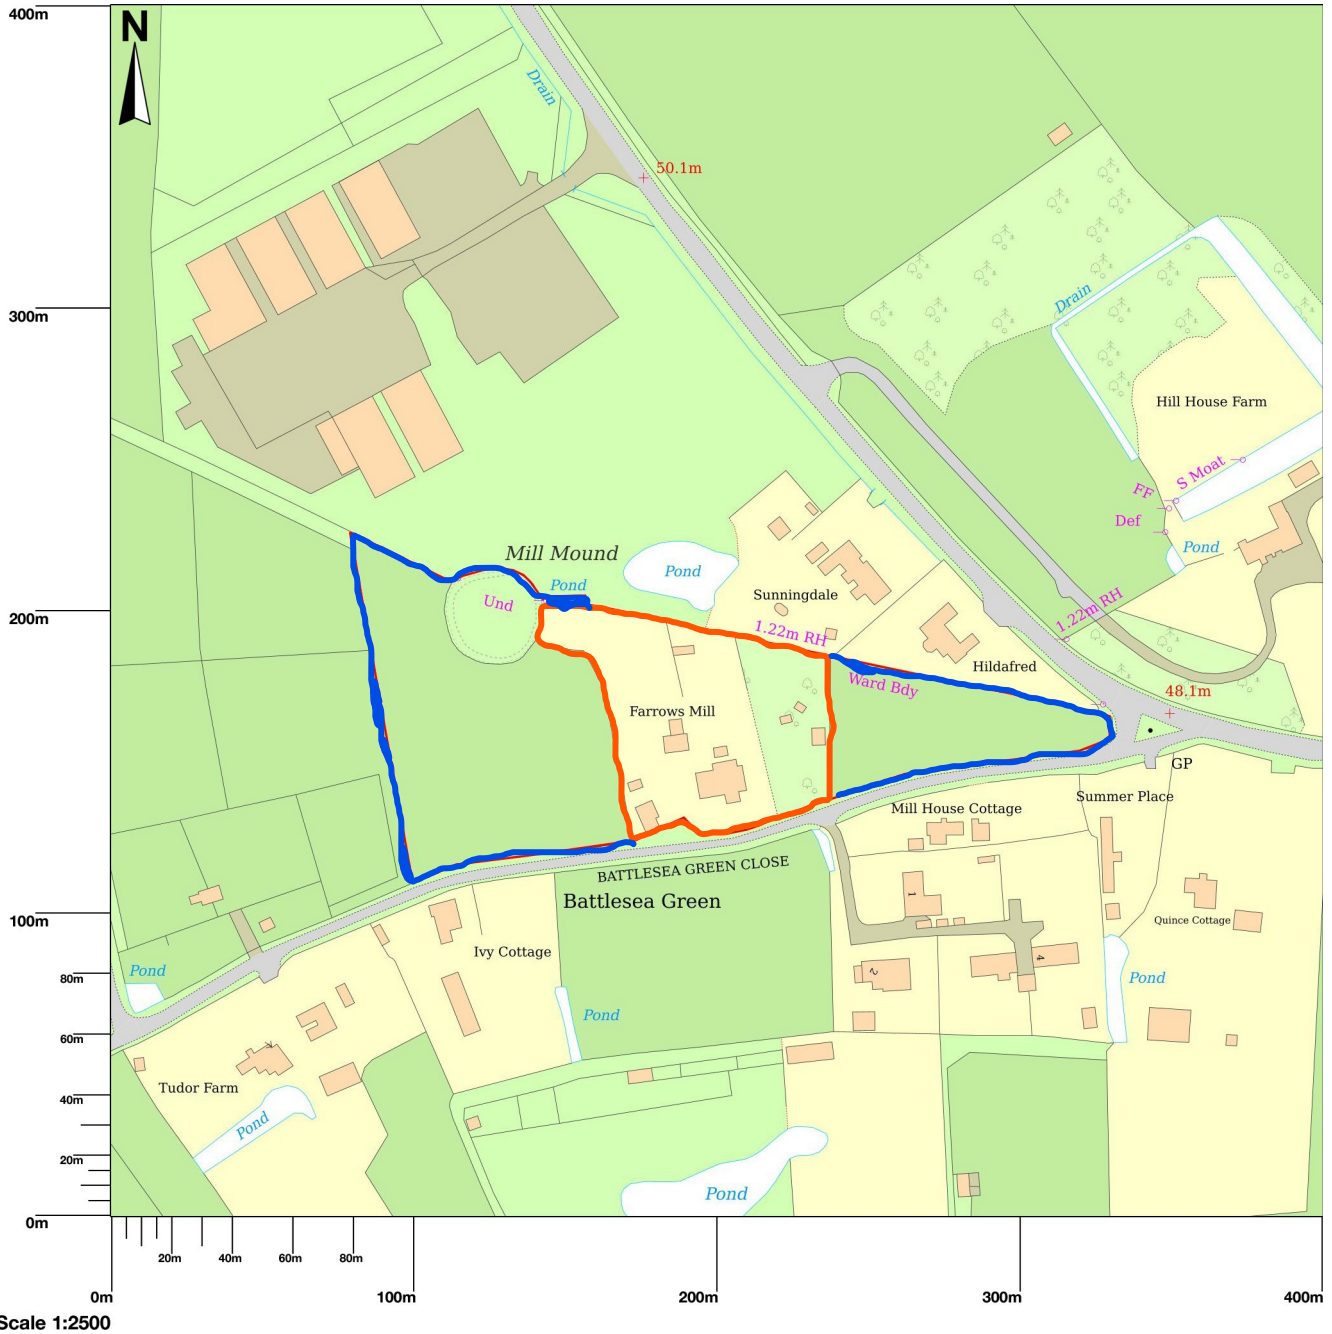 400m
N
Drain
50.1m
300m
Drain
Hill House Farm
S Moat
FF
Def
Pond
Mill Mound
Pond
Pond
Und
Sunningdale
1.22m RH
1.22m RH
200m
Hildafred
Ward Bdy
48.1m
Farrows Mill
GP
Summer Place
Mill House Cottage
BATTLESEA GREEN CLOSE
Battlesea Green
1
100m
Quince Cottage
Ivy Cottage
4
2
Pond
80m
Pond
Pond
60m
Tudor Farm
40m
Pond
20m
Pond
0m
20m
40m
60m
80m
0m
100m
200m
300m
400m
Scale 1:2500